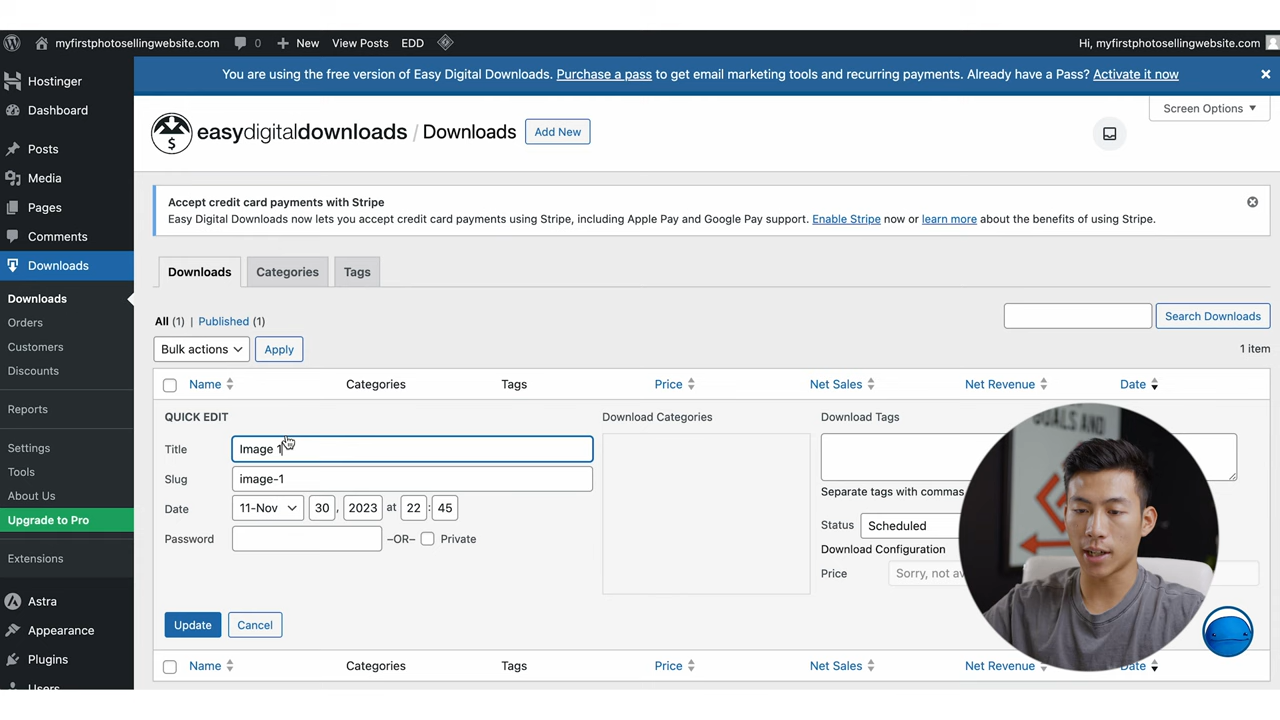 myfirstphotosellingwebsite.com 0 New View Posts EDD Hi, myfirstphotosellingwebsite.com
Hostinger
Dashboard
Posts
Media
Pages
Comments
Downloads
Downloads
Orders
Customers
Discounts
Reports
Settings
Tools
About Us
Upgrade to Pro
Extensions
Astra
Appearance
Plugins
Users
You are using the free version of Easy Digital Downloads. Purchase a pass to get email marketing tools and recurring payments. Already have a Pass? Activate it now
Screen Options
easydigitaldownloads / Downloads Add New
Accept credit card payments with Stripe
Easy Digital Downloads now lets you accept credit card payments using Stripe, including Apple Pay and Google Pay support. Enable Stripe now or learn more about the benefits of using Stripe.
Downloads Categories Tags
All (1) | Published (1)
Search Downloads
Bulk actions Apply
1 item
Name Categories Tags Price Net Sales Net Revenue Date
QUICK EDIT Download Categories Download Tags
Title Image 1
Slug image-1
Separate tags with commas
Date 11-Nov 30 , 2023 at 22 : 45
Status Scheduled
Password –OR– Private
Download Configuration
Price Sorry, not
Update Cancel
Name Categories Tags Price Net Sales Net Revenue Date
GOALS AND